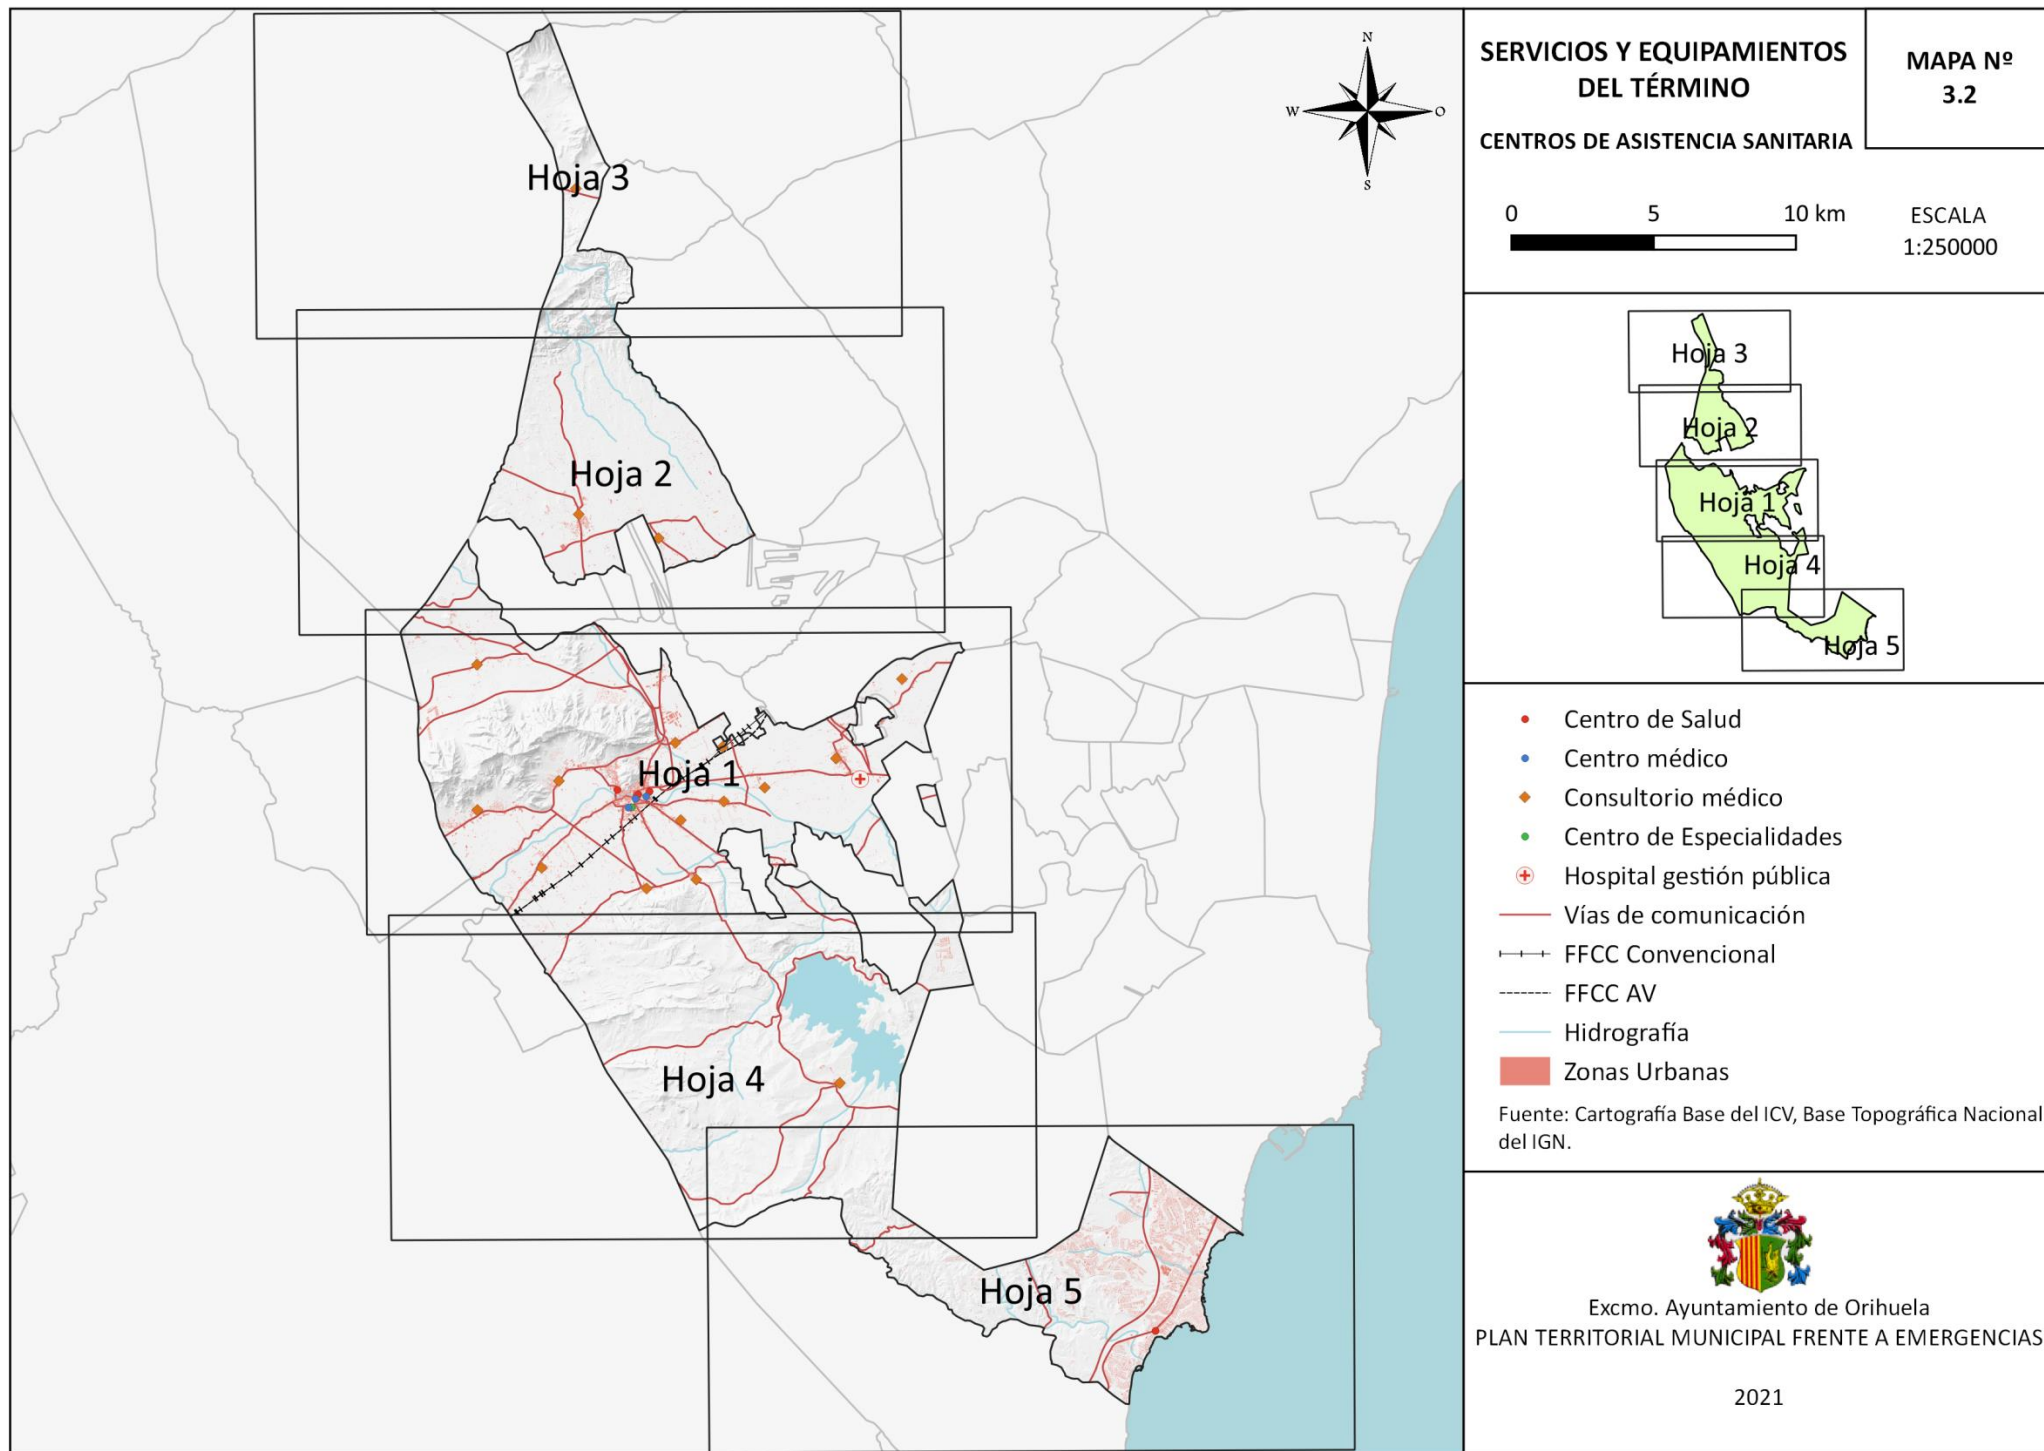 Hoja 3
Hoja 2
Hoja 1
Hoja 4
Hoja 5
N
W
O
S
SERVICIOS Y EQUIPAMIENTOS
DEL TÉRMINO
CENTROS DE ASISTENCIA SANITARIA
MAPA Nº
3.2
0 5 10 km
ESCALA
1:250000
Hoja 3
Hoja 2
Hoja 1
Hoja 4
Hoja 5
Centro de Salud
Centro médico
Consultorio médico
Centro de Especialidades
Hospital gestión pública
Vías de comunicación
FFCC Convencional
FFCC AV
Hidrografía
Zonas Urbanas
Fuente: Cartografía Base del ICV, Base Topográfica Nacional
del IGN.
Excmo. Ayuntamiento de Orihuela
PLAN TERRITORIAL MUNICIPAL FRENTE A EMERGENCIAS
2021